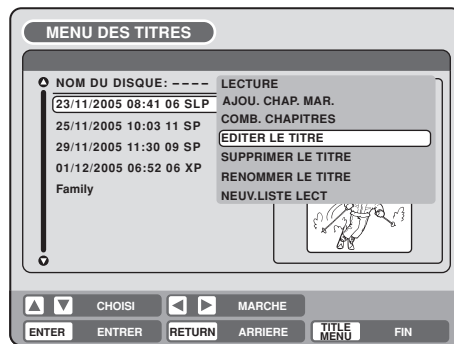 MENU DES TITRES
NOM DU DISQUE: – – – –
23/11/2005 08:41 06 SLP
25/11/2005 10:03 11 SP
29/11/2005 11:30 09 SP
01/12/2005 06:52 06 XP
Family
LECTURE
AJOU. CHAP. MAR.
COMB. CHAPITRES
EDITER LE TITRE
SUPPRIMER LE TITRE
RENOMMER LE TITRE
NEUV.LISTE LECT
CHOISI MARCHE
ENTER ENTRER RETURN ARRIERE TITLE MENU FIN